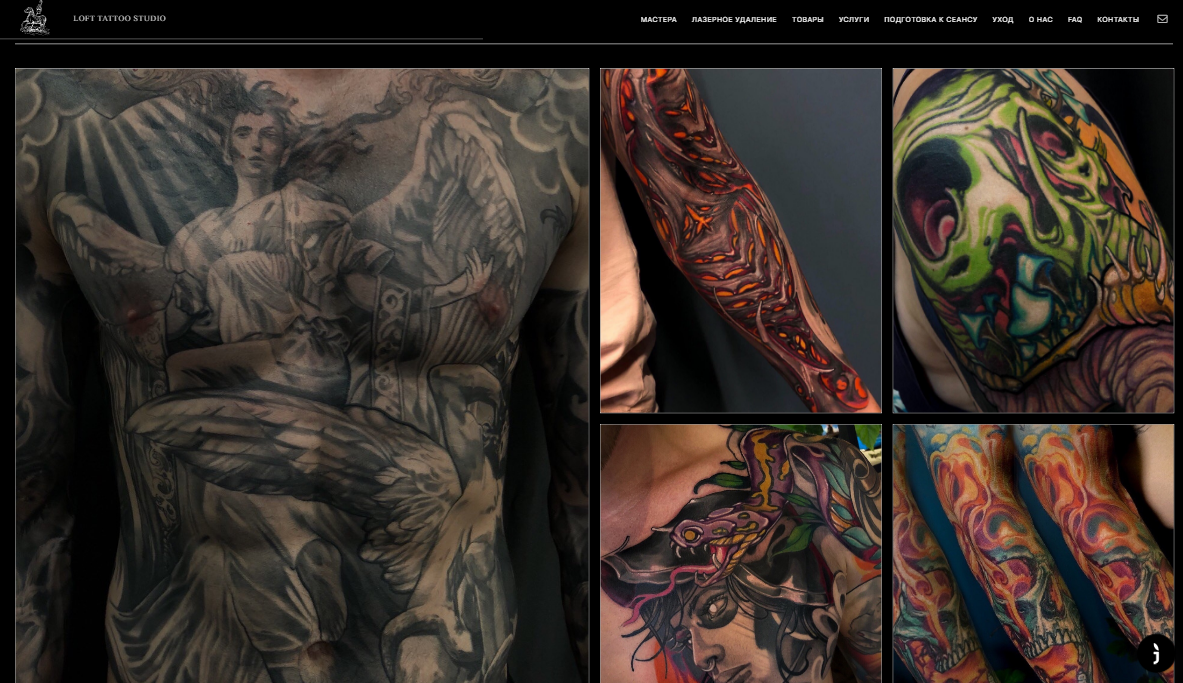 LOFT TATTOO STUDIO
МАСТЕРА ЛАЗЕРНОЕ УДАЛЕНИЕ ТОВАРЫ УСЛУГИ ПОДГОТОВКА К СЕАНСУ УХОД О НАС FAQ КОНТАКТЫ